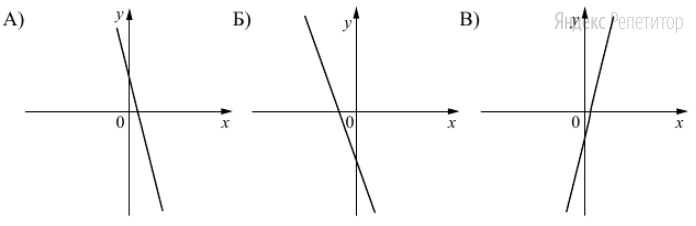 А) y 0 x
Б) y 0 x
В) y 0 x
Яндекс Репетитор